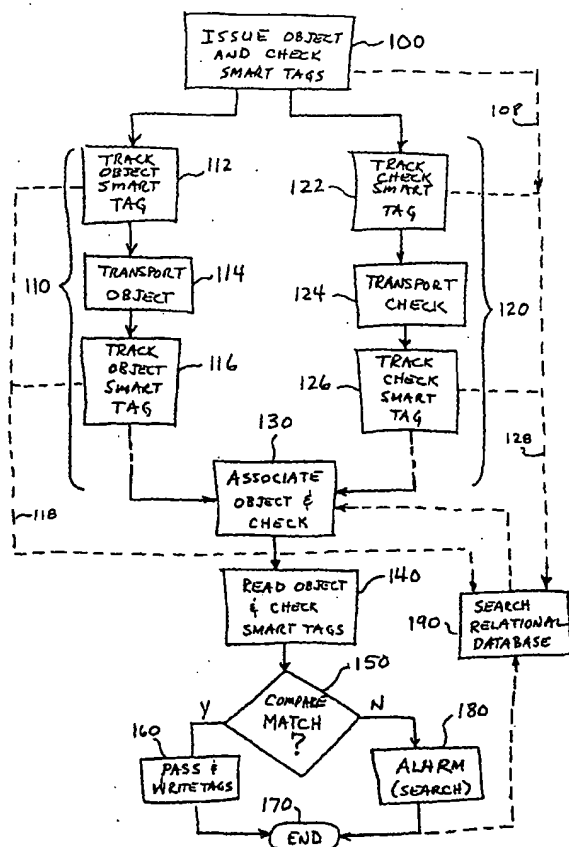 ISSUE OBJECT
AND CHECK
SMART TAGS
100
108
TRACK
OBJECT
SMART
TAG
112
TRACK
CHECK
SMART
TAG
122
110
TRANSPORT
OBJECT
114
124
TRANSPORT
CHECK
120
TRACK
OBJECT
SMART
TAG
116
126
TRACK
CHECK
SMART
TAG
130
128
ASSOCIATE
OBJECT &
CHECK
118
140
READ OBJECT
& CHECK
SMART TAGS
190
SEARCH
RELATIONAL
DATABASE
150
COMPARE
MATCH
?
Y
N
160
180
PASS &
WRITE TAGS
ALARM
(SEARCH)
170
END